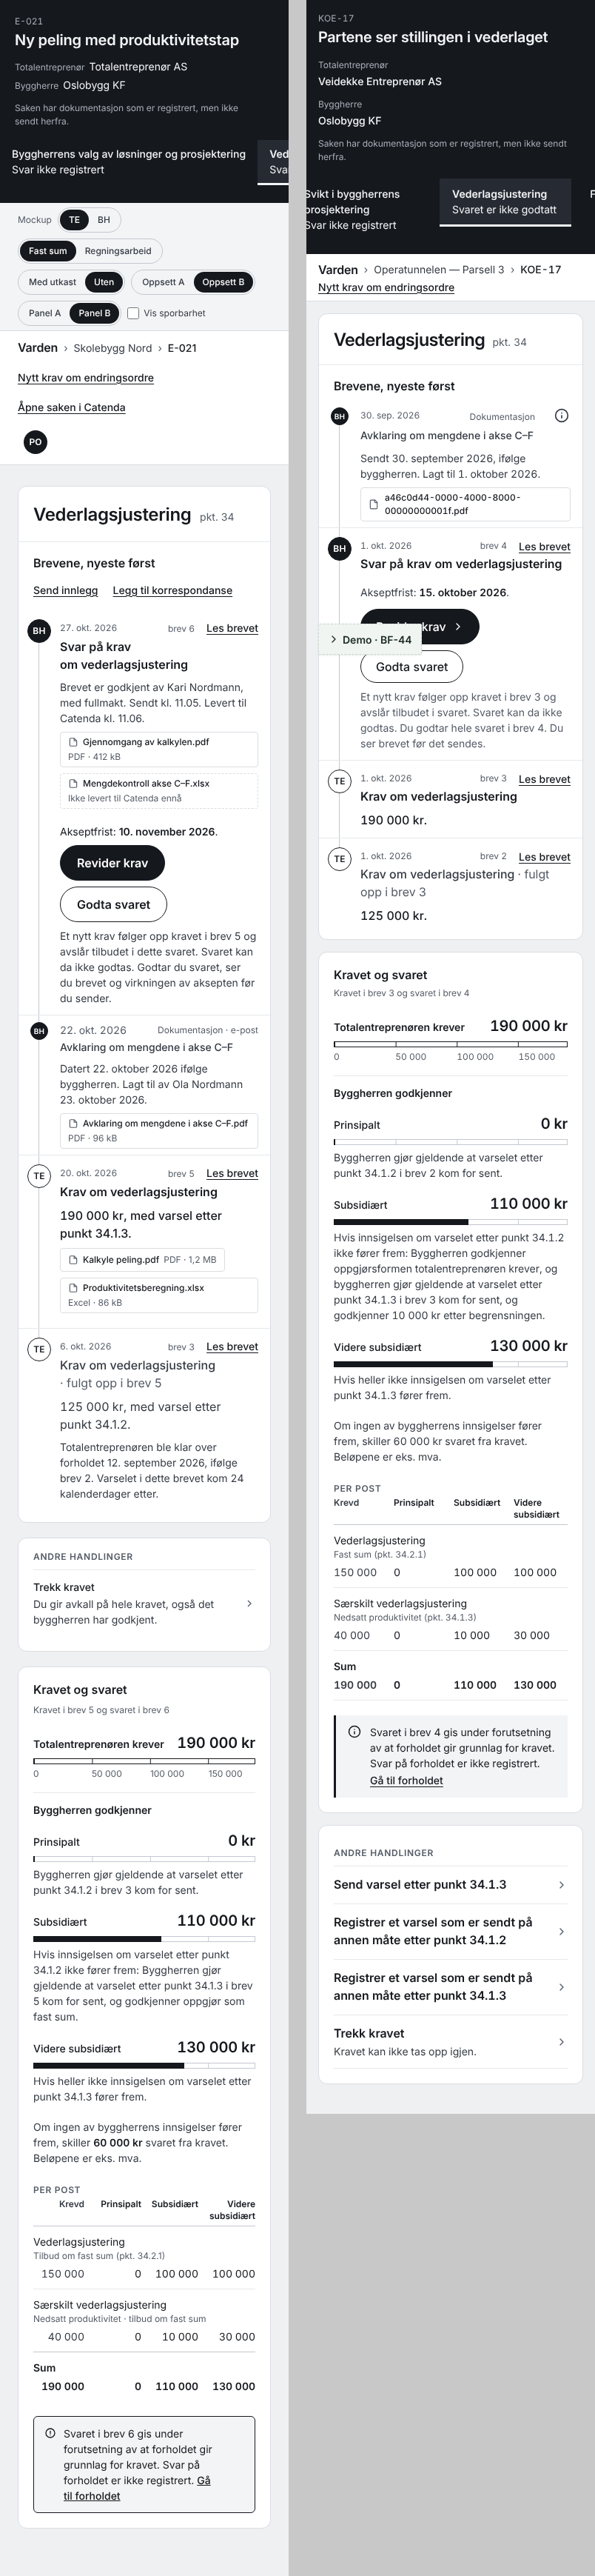 E-021
Ny peling med produktivitetstap
Totalentreprenør Totalentreprenør AS
Byggherre Oslobygg KF
Saken har dokumentasjon som er registrert, men ikke
sendt herfra.
Byggherrens valg av løsninger og prosjektering
Svar ikke registrert
Ved
Sva
Mockup TE BH
Fast sum Regningsarbeid
Med utkast Uten Oppsett A Oppsett B
Panel A Panel B Vis sporbarhet
Varden › Skolebygg Nord › E-021
Nytt krav om endringsordre
Åpne saken i Catenda
PO
Vederlagsjustering pkt. 34
Brevene, nyeste først
Send innlegg Legg til korrespondanse
BH 27. okt. 2026 brev 6 Les brevet
Svar på krav
om vederlagsjustering
Brevet er godkjent av Kari Nordmann,
med fullmakt. Sendt kl. 11.05. Levert til
Catenda kl. 11.06.
Gjennomgang av kalkylen.pdf
PDF · 412 kB
Mengdekontroll akse C–F.xlsx
Ikke levert til Catenda ennå
Akseptfrist: 10. november 2026.
Revider krav
Godta svaret
Et nytt krav følger opp kravet i brev 5 og
avslår tilbudet i dette svaret. Svaret kan
da ikke godtas. Godtar du svaret, ser
du brevet og virkningen av aksepten før
du sender.
BH 22. okt. 2026 Dokumentasjon · e-post
Avklaring om mengdene i akse C–F
Datert 22. oktober 2026 ifølge
byggherren. Lagt til av Ola Nordmann
23. oktober 2026.
Avklaring om mengdene i akse C–F.pdf
PDF · 96 kB
TE 20. okt. 2026 brev 5 Les brevet
Krav om vederlagsjustering
190 000 kr, med varsel etter
punkt 34.1.3.
Kalkyle peling.pdf PDF · 1,2 MB
Produktivitetsberegning.xlsx
Excel · 86 kB
TE 6. okt. 2026 brev 3 Les brevet
Krav om vederlagsjustering
· fulgt opp i brev 5
125 000 kr, med varsel etter
punkt 34.1.2.
Totalentreprenøren ble klar over
forholdet 12. september 2026, ifølge
brev 2. Varselet i dette brevet kom 24
kalenderdager etter.
ANDRE HANDLINGER
Trekk kravet
Du gir avkall på hele kravet, også det
byggherren har godkjent.
Kravet og svaret
Kravet i brev 5 og svaret i brev 6
Totalentreprenøren krever 190 000 kr
0 50 000 100 000 150 000
Byggherren godkjenner
Prinsipalt 0 kr
Byggherren gjør gjeldende at varselet etter
punkt 34.1.2 i brev 3 kom for sent.
Subsidiært 110 000 kr
Hvis innsigelsen om varselet etter punkt
34.1.2 ikke fører frem: Byggherren gjør
gjeldende at varselet etter punkt 34.1.3 i brev
5 kom for sent, og godkjenner oppgjør som
fast sum.
Videre subsidiært 130 000 kr
Hvis heller ikke innsigelsen om varselet etter
punkt 34.1.3 fører frem.
Om ingen av byggherrens innsigelser fører
frem, skiller 60 000 kr svaret fra kravet.
Beløpene er eks. mva.
PER POST
Krevd Prinsipalt Subsidiært Videre
subsidiært
Vederlagsjustering
Tilbud om fast sum (pkt. 34.2.1)
150 000 0 100 000 100 000
Særskilt vederlagsjustering
Nedsatt produktivitet · tilbud om fast sum
40 000 0 10 000 30 000
Sum
190 000 0 110 000 130 000
Svaret i brev 6 gis under
forutsetning av at forholdet gir
grunnlag for kravet. Svar på
forholdet er ikke registrert. Gå
til forholdet
KOE-17
Partene ser stillingen i vederlaget
Totalentreprenør
Veidekke Entreprenør AS
Byggherre
Oslobygg KF
Saken har dokumentasjon som er registrert, men ikke sendt
herfra.
Svikt i byggherrens
prosjektering
Svar ikke registrert
Vederlagsjustering
Svaret er ikke godtatt
F
Varden › Operatunnelen — Parsell 3 › KOE-17
Nytt krav om endringsordre
Vederlagsjustering pkt. 34
Brevene, nyeste først
BH 30. sep. 2026 Dokumentasjon
Avklaring om mengdene i akse C–F
Sendt 30. september 2026, ifølge
byggherren. Lagt til 1. oktober 2026.
a46c0d44-0000-4000-8000-
00000000001f.pdf
BH 1. okt. 2026 brev 4 Les brevet
Svar på krav om vederlagsjustering
Akseptfrist: 15. oktober 2026.
krav
Demo · BF-44
Godta svaret
Et nytt krav følger opp kravet i brev 3 og
avslår tilbudet i svaret. Svaret kan da ikke
godtas. Du godtar hele svaret i brev 4. Du
ser brevet før det sendes.
TE 1. okt. 2026 brev 3 Les brevet
Krav om vederlagsjustering
190 000 kr.
TE 1. okt. 2026 brev 2 Les brevet
Krav om vederlagsjustering · fulgt
opp i brev 3
125 000 kr.
Kravet og svaret
Kravet i brev 3 og svaret i brev 4
Totalentreprenøren krever 190 000 kr
0 50 000 100 000 150 000
Byggherren godkjenner
Prinsipalt 0 kr
Byggherren gjør gjeldende at varselet etter
punkt 34.1.2 i brev 2 kom for sent.
Subsidiært 110 000 kr
Hvis innsigelsen om varselet etter punkt 34.1.2
ikke fører frem: Byggherren godkjenner
oppgjørsformen totalentreprenøren krever, og
byggherren gjør gjeldende at varselet etter
punkt 34.1.3 i brev 3 kom for sent, og
godkjenner 10 000 kr etter begrensningen.
Videre subsidiært 130 000 kr
Hvis heller ikke innsigelsen om varselet etter
punkt 34.1.3 fører frem.
Om ingen av byggherrens innsigelser fører
frem, skiller 60 000 kr svaret fra kravet.
Beløpene er eks. mva.
PER POST
Krevd Prinsipalt Subsidiært Videre
subsidiært
Vederlagsjustering
Fast sum (pkt. 34.2.1)
150 000 0 100 000 100 000
Særskilt vederlagsjustering
Nedsatt produktivitet (pkt. 34.1.3)
40 000 0 10 000 30 000
Sum
190 000 0 110 000 130 000
Svaret i brev 4 gis under forutsetning
av at forholdet gir grunnlag for kravet.
Svar på forholdet er ikke registrert.
Gå til forholdet
ANDRE HANDLINGER
Send varsel etter punkt 34.1.3
Registrer et varsel som er sendt på
annen måte etter punkt 34.1.2
Registrer et varsel som er sendt på
annen måte etter punkt 34.1.3
Trekk kravet
Kravet kan ikke tas opp igjen.